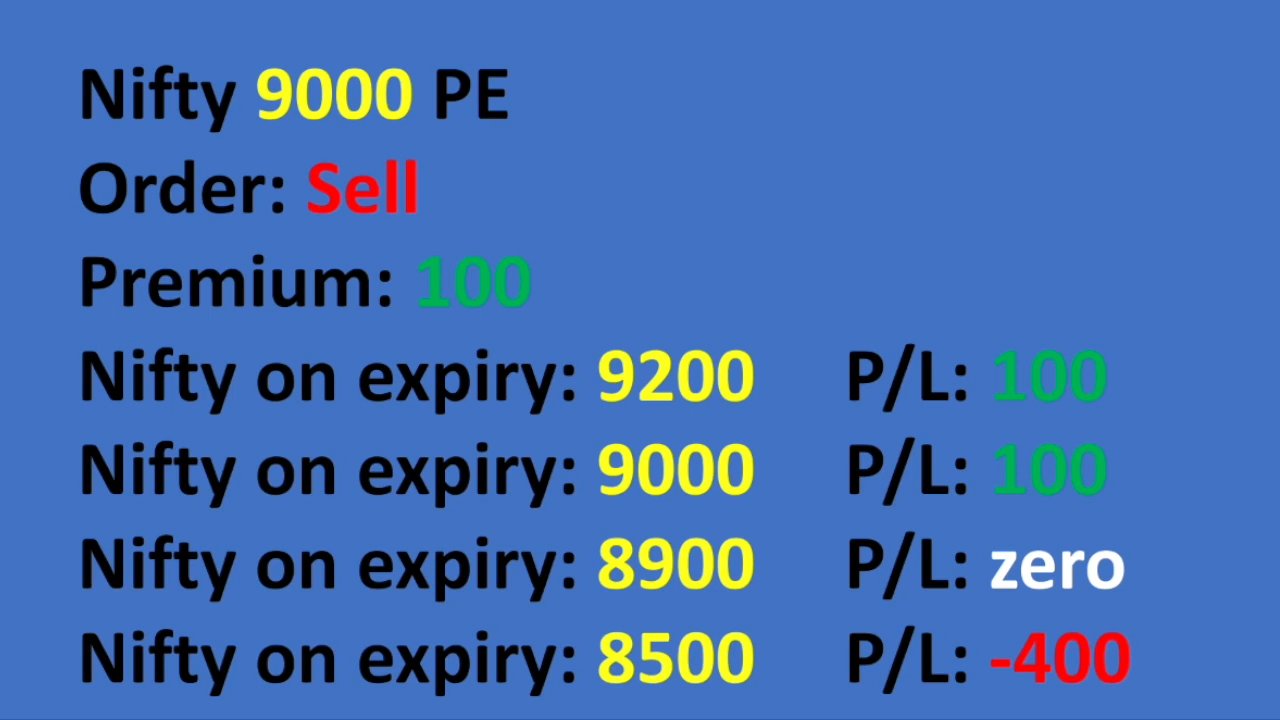 Nifty 9000 PE
Order: Sell
Premium: 100
Nifty on expiry: 9200 P/L: 100
Nifty on expiry: 9000 P/L: 100
Nifty on expiry: 8900 P/L: zero
Nifty on expiry: 8500 P/L: -400